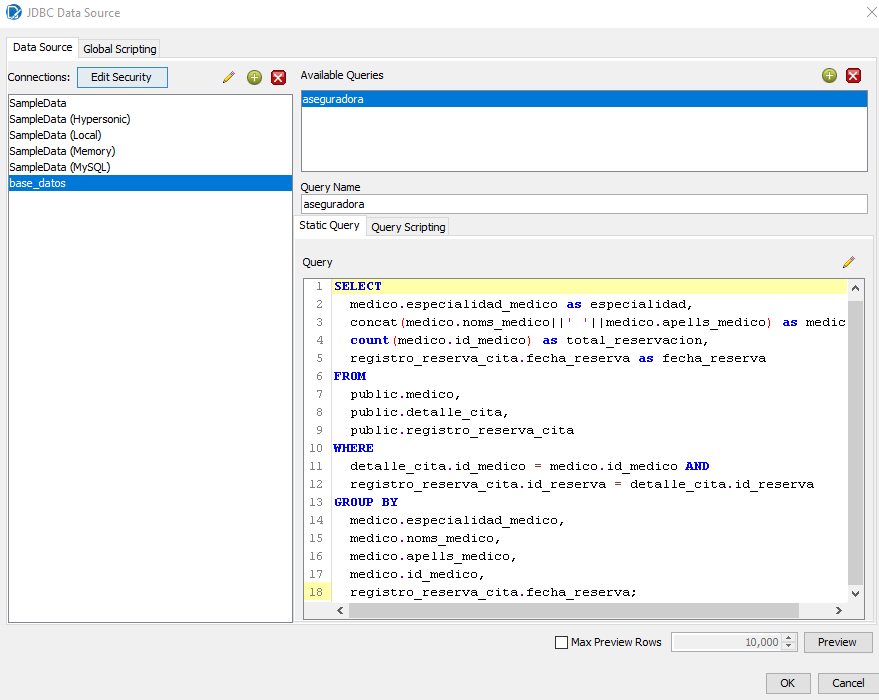 JDBC Data Source
Data Source
Global Scripting
Connections:
Edit Security
SampleData
SampleData (Hypersonic)
SampleData (Local)
SampleData (Memory)
SampleData (MySQL)
base_datos
Available Queries
aseguradora
Query Name
aseguradora
Static Query
Query Scripting
Query
1 SELECT
2 medico.especialidad_medico as especialidad,
3 concat(medico.noms_medico||' '||medico.apells_medico) as medic
4 count(medico.id_medico) as total_reservacion,
5 registro_reserva_cita.fecha_reserva as fecha_reserva
6 FROM
7 public.medico,
8 public.detalle_cita,
9 public.registro_reserva_cita
10 WHERE
11 detalle_cita.id_medico = medico.id_medico AND
12 registro_reserva_cita.id_reserva = detalle_cita.id_reserva
13 GROUP BY
14 medico.especialidad_medico,
15 medico.noms_medico,
16 medico.apells_medico,
17 medico.id_medico,
18 registro_reserva_cita.fecha_reserva;
Max Preview Rows
10,000
Preview
OK
Cancel